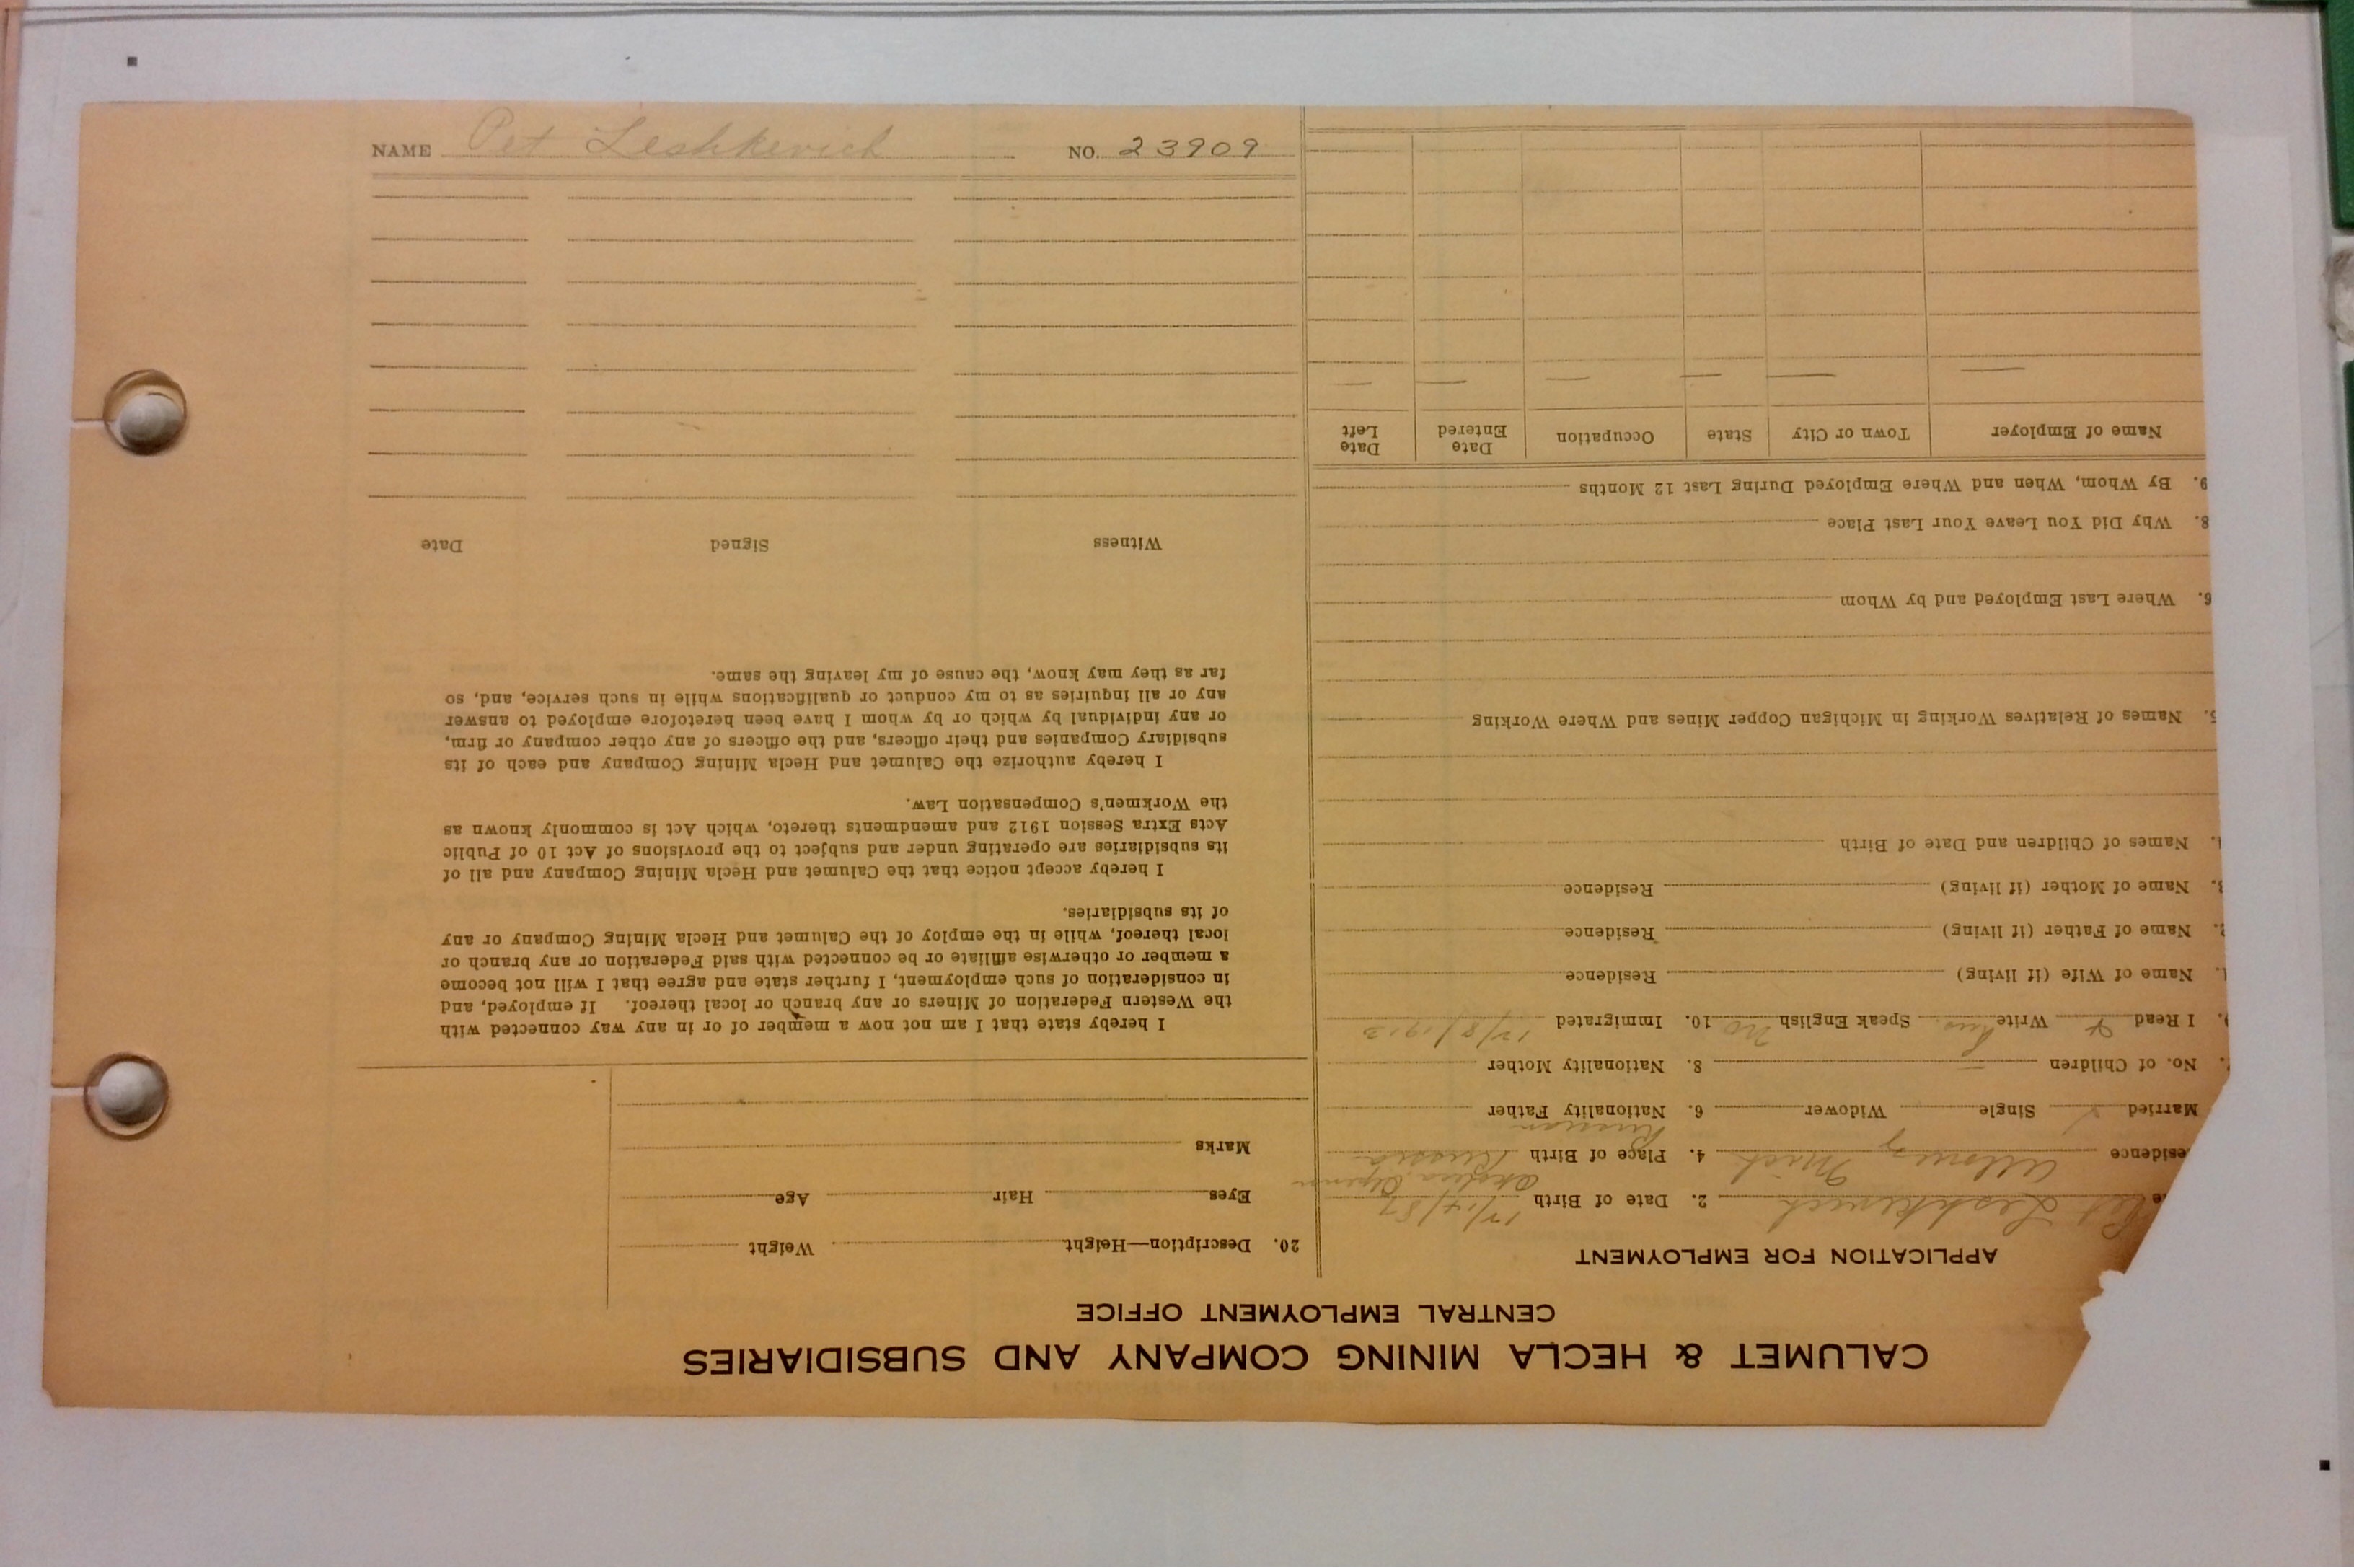 NAME Pet Leshkevich NO. 23909
CALUMET & HECLA MINING COMPANY AND SUBSIDIARIES
CENTRAL EMPLOYMENT OFFICE
APPLICATION FOR EMPLOYMENT
Pet Leshkevich 2. Date of Birth 12/14/87
esidence Allouez Mich 4. Place of Birth Russia
Married Single Widower 6. Nationality Father Russian
No. of Children 8. Nationality Mother
I Read Write Rus. Speak English no 10. Immigrated 12/8/1913
Name of Wife (if living) Residence
Name of Father (if living) Residence
Name of Mother (if living) Residence
Names of Children and Date of Birth
5. Names of Relatives Working in Michigan Copper Mines and Where Working
6. Where Last Employed and by Whom
8. Why Did You Leave Your Last Place
9. By Whom, When and Where Employed During Last 12 Months
Name of Employer Town or City State Occupation Date Entered Date Left
20. Description—Height Weight
Eyes Hair Age
Marks
I hereby state that I am not now a member of or in any way connected with
the Western Federation of Miners or any branch or local thereof. If employed, and
in consideration of such employment, I further state and agree that I will not become
a member or otherwise affiliate or be connected with said Federation or any branch or
local thereof, while in the employ of the Calumet and Hecla Mining Company or any
of its subsidiaries.
I hereby accept notice that the Calumet and Hecla Mining Company and all of
its subsidiaries are operating under and subject to the provisions of Act 10 of Public
Acts Extra Session 1912 and amendments thereto, which Act is commonly known as
the Workmen's Compensation Law.
I hereby authorize the Calumet and Hecla Mining Company and each of its
subsidiary Companies and their officers, and the officers of any other company or firm,
or any individual by which or by whom I have been heretofore employed to answer
any or all inquiries as to my conduct or qualifications while in such service, and, so
far as they may know, the cause of my leaving the same.
Date Signed Witness